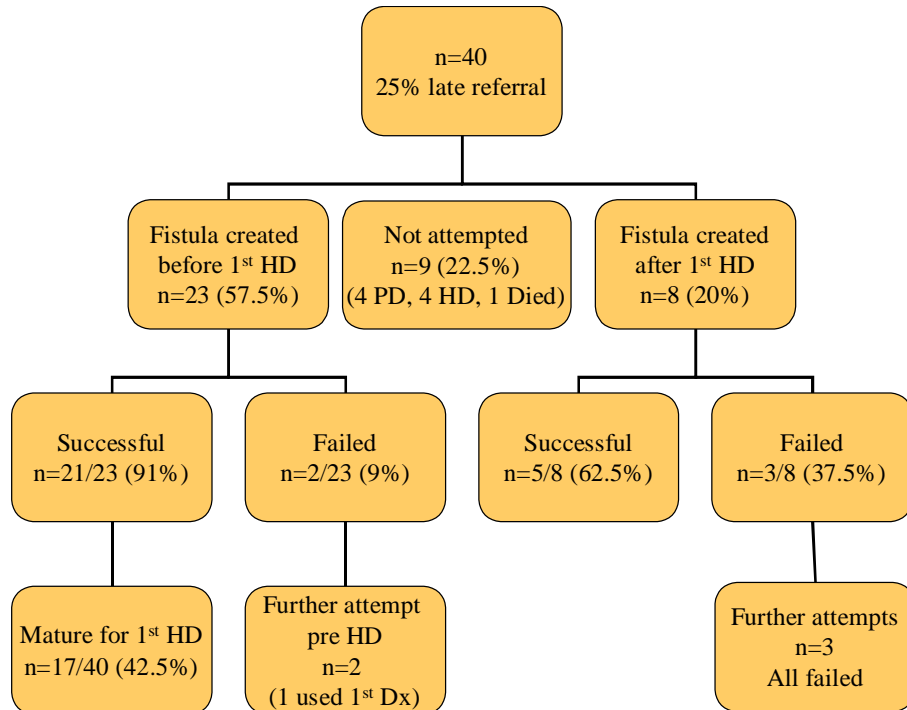 n=40
25% late referral
Fistula created
before 1st HD
n=23 (57.5%)
Not attempted
n=9 (22.5%)
(4 PD, 4 HD, 1 Died)
Fistula created
after 1st HD
n=8 (20%)
Successful
n=21/23 (91%)
Failed
n=2/23 (9%)
Successful
n=5/8 (62.5%)
Failed
n=3/8 (37.5%)
Mature for 1st HD
n=17/40 (42.5%)
Further attempt
pre HD
n=2
(1 used 1st Dx)
Further attempts
n=3
All failed